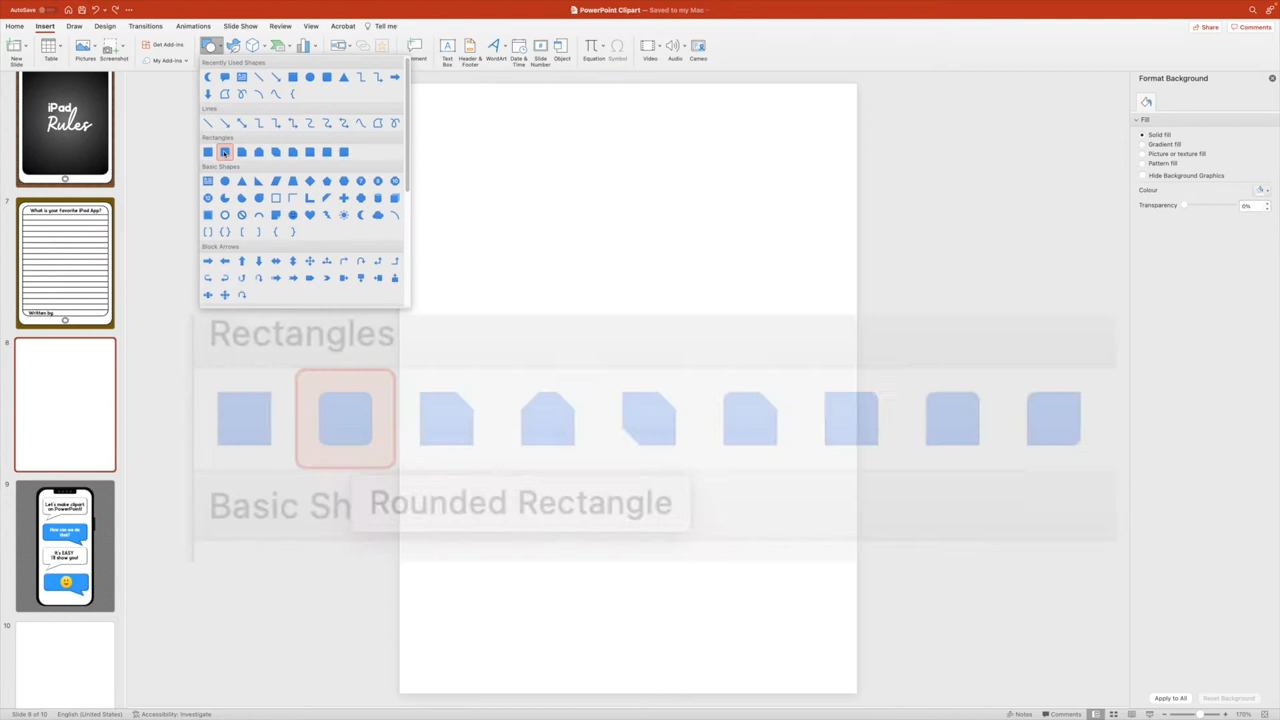 AutoSave
PowerPoint Clipart — Saved to my Mac
Home Insert Draw Design Transitions Animations Slide Show Review View Acrobat Tell me
Share Comments
New Slide
Table
Pictures
Screenshot
Get Add-ins
My Add-ins
mment
Text Box
Header & Footer
WordArt
Date & Time
Slide Number
Object
Equation
Symbol
Video
Audio
Cameo
Recently Used Shapes
Lines
Rectangles
Basic Shapes
Block Arrows
Rectangles
Basic Sh
Rounded Rectangle
iPad
Rules
7
What is your favorite iPad App?
Written by
8
9
Let's make clipart
on PowerPoint!
How can we do
that?
It's EASY
I'll show you!
10
Format Background
Fill
Solid fill
Gradient fill
Picture or texture fill
Pattern fill
Hide Background Graphics
Colour
Transparency 0%
Apply to All Reset Background
Slide 8 of 10 English (United States) Accessibility: Investigate
Notes Comments 170%